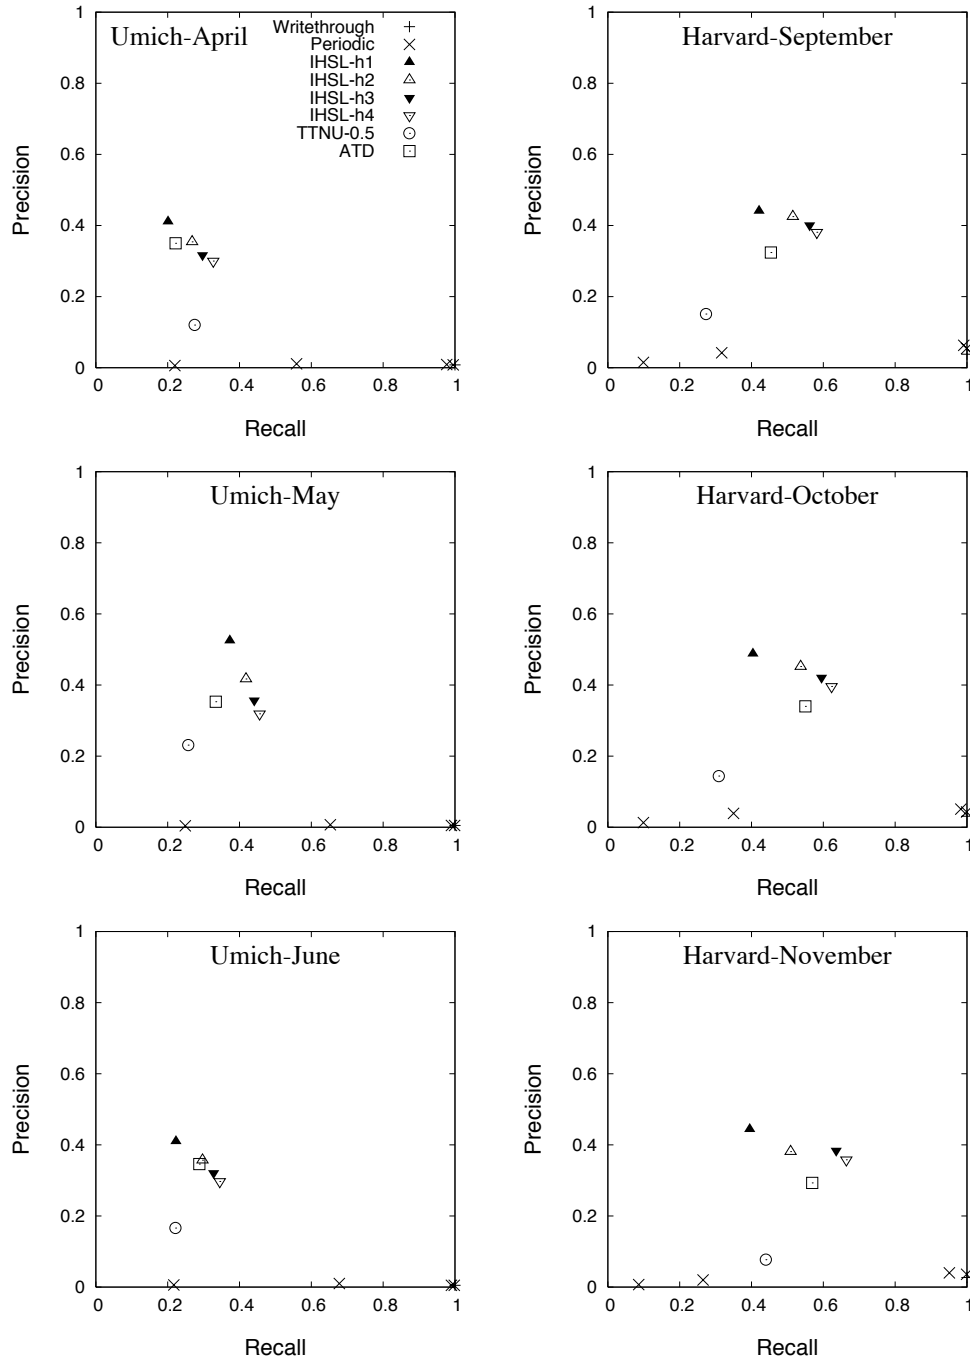 Umich-April
Writethrough
Periodic
IHSL-h1
IHSL-h2
IHSL-h3
IHSL-h4
TTNU-0.5
ATD
1
0.8
0.6
0.4
0.2
0
Precision
0 0.2 0.4 0.6 0.8 1
Recall
Harvard-September
1
0.8
0.6
0.4
0.2
0
Precision
0 0.2 0.4 0.6 0.8 1
Recall
Umich-May
1
0.8
0.6
0.4
0.2
0
Precision
0 0.2 0.4 0.6 0.8 1
Recall
Harvard-October
1
0.8
0.6
0.4
0.2
0
Precision
0 0.2 0.4 0.6 0.8 1
Recall
Umich-June
1
0.8
0.6
0.4
0.2
0
Precision
0 0.2 0.4 0.6 0.8 1
Recall
Harvard-November
1
0.8
0.6
0.4
0.2
0
Precision
0 0.2 0.4 0.6 0.8 1
Recall